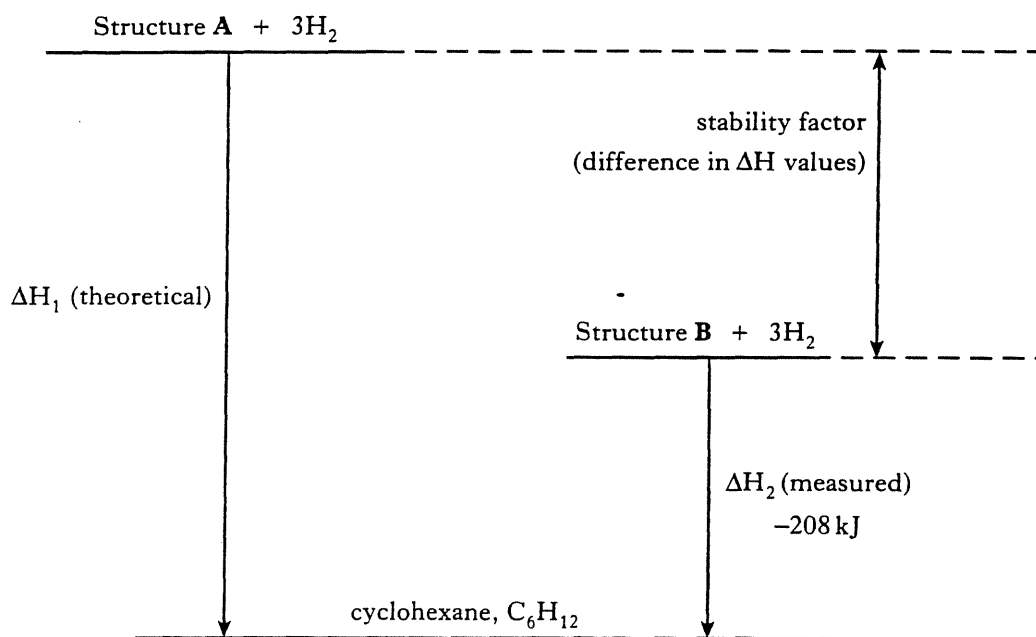 Structure A + 3H₂
stability factor
(difference in ΔH values)
ΔH₁ (theoretical)
Structure B + 3H₂
ΔH₂ (measured)
–208 kJ
cyclohexane, C₆H₁₂